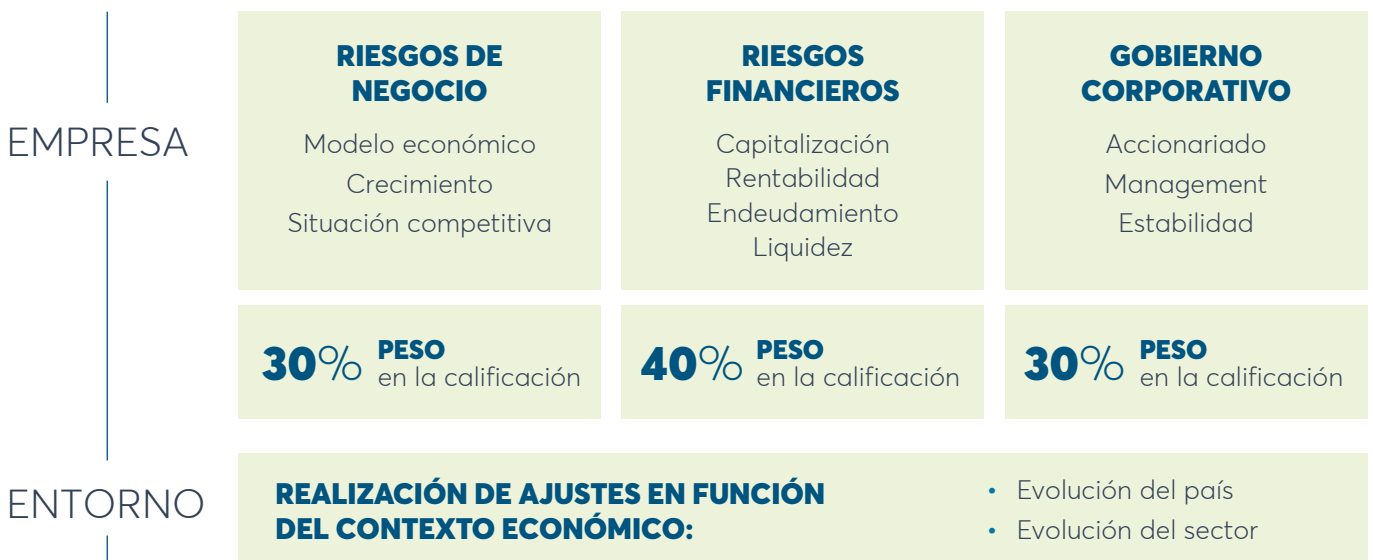 EMPRESA
RIESGOS DE
NEGOCIO
Modelo económico
Crecimiento
Situación competitiva
RIESGOS
FINANCIEROS
Capitalización
Rentabilidad
Endeudamiento
Liquidez
GOBIERNO
CORPORATIVO
Accionariado
Management
Estabilidad
30% PESO
en la calificación
40% PESO
en la calificación
30% PESO
en la calificación
ENTORNO
REALIZACIÓN DE AJUSTES EN FUNCIÓN
DEL CONTEXTO ECONÓMICO:
• Evolución del país
• Evolución del sector